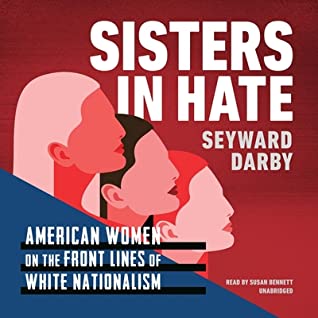 SISTERS
IN HATE
SEYWARD
DARBY
AMERICAN WOMEN
ON THE FRONT LINES OF
WHITE NATIONALISM
READ BY SUSAN BENNETT
UNABRIDGED